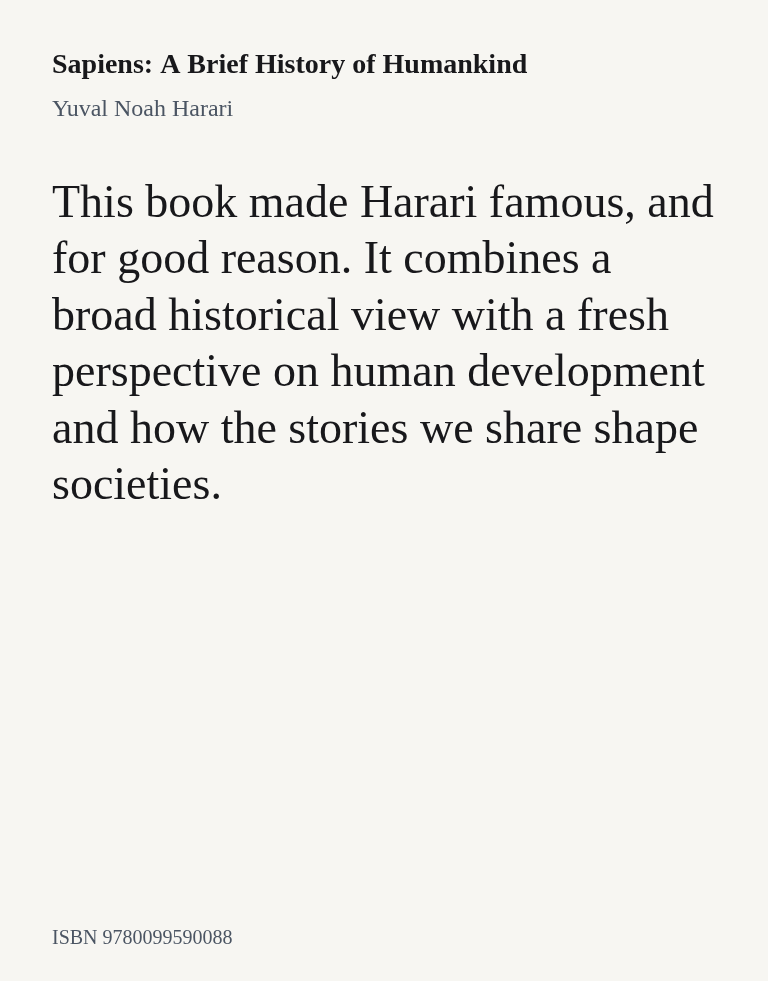 Sapiens: A Brief History of Humankind
Yuval Noah Harari
This book made Harari famous, and
for good reason. It combines a
broad historical view with a fresh
perspective on human development
and how the stories we share shape
societies.
ISBN 9780099590088